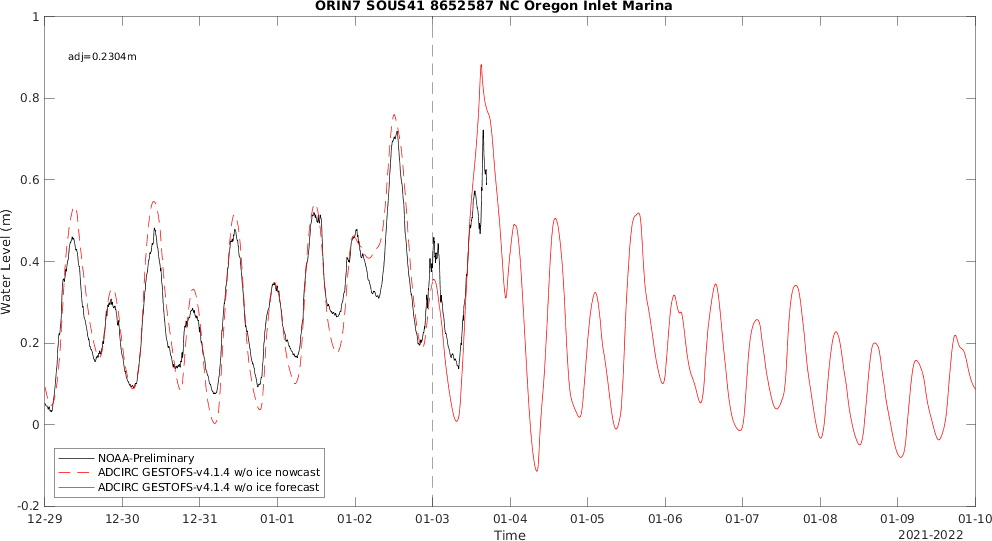 ORIN7 SOUS41 8652587 NC Oregon Inlet Marina
1
adj=0.2304m
0.8
0.6
0.4
0.2
0
-0.2
Water Level (m)
NOAA-Preliminary
ADCIRC GESTOFS-v4.1.4 w/o ice nowcast
ADCIRC GESTOFS-v4.1.4 w/o ice forecast
12-29 12-30 12-31 01-01 01-02 01-03 01-04 01-05 01-06 01-07 01-08 01-09 01-10
Time
2021-2022